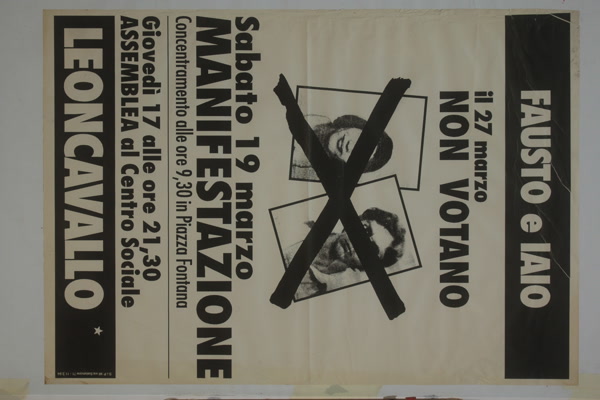 FAUSTO e IAIO
il 27 marzo
NON VOTANO
Sabato 19 marzo
MANIFESTAZIONE
Concentramento alle ore 9,30 in Piazza Fontana
Giovedì 17 alle ore 21,30
ASSEMBLEA al Centro Sociale
LEONCAVALLO